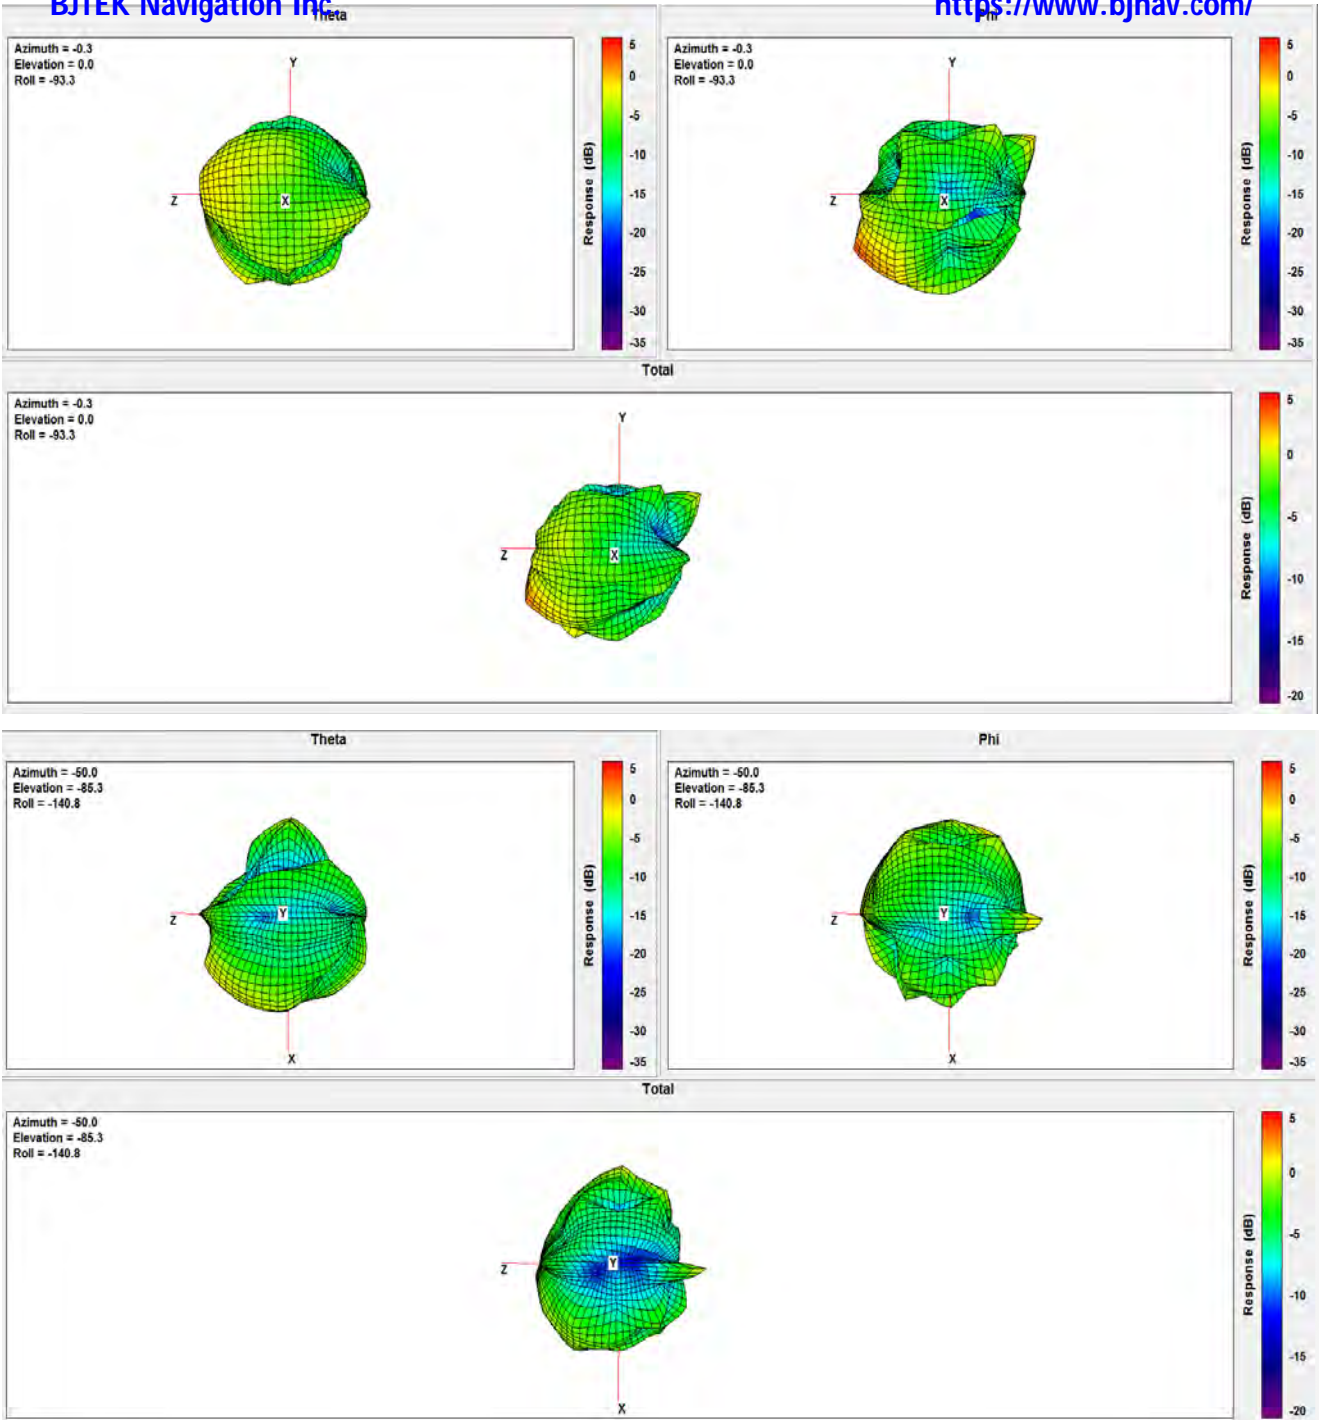 BJTEK Navigation Inc.
https://www.bjnav.com/
Theta
Phi
Azimuth = -0.3
Elevation = 0.0
Roll = -93.3
Y
Z
X
5
0
-5
-10
-15
-20
-25
-30
-35
Response (dB)
Azimuth = -0.3
Elevation = 0.0
Roll = -93.3
Y
Z
X
5
0
-5
-10
-15
-20
-25
-30
-35
Response (dB)
Total
Azimuth = -0.3
Elevation = 0.0
Roll = -93.3
Y
Z
X
5
0
-5
-10
-15
-20
Response (dB)
Theta
Phi
Azimuth = -50.0
Elevation = -85.3
Roll = -140.8
Z
Y
X
5
0
-5
-10
-15
-20
-25
-30
-35
Response (dB)
Azimuth = -50.0
Elevation = -85.3
Roll = -140.8
Z
Y
X
5
0
-5
-10
-15
-20
-25
-30
-35
Response (dB)
Total
Azimuth = -50.0
Elevation = -85.3
Roll = -140.8
Z
Y
X
5
0
-5
-10
-15
-20
Response (dB)